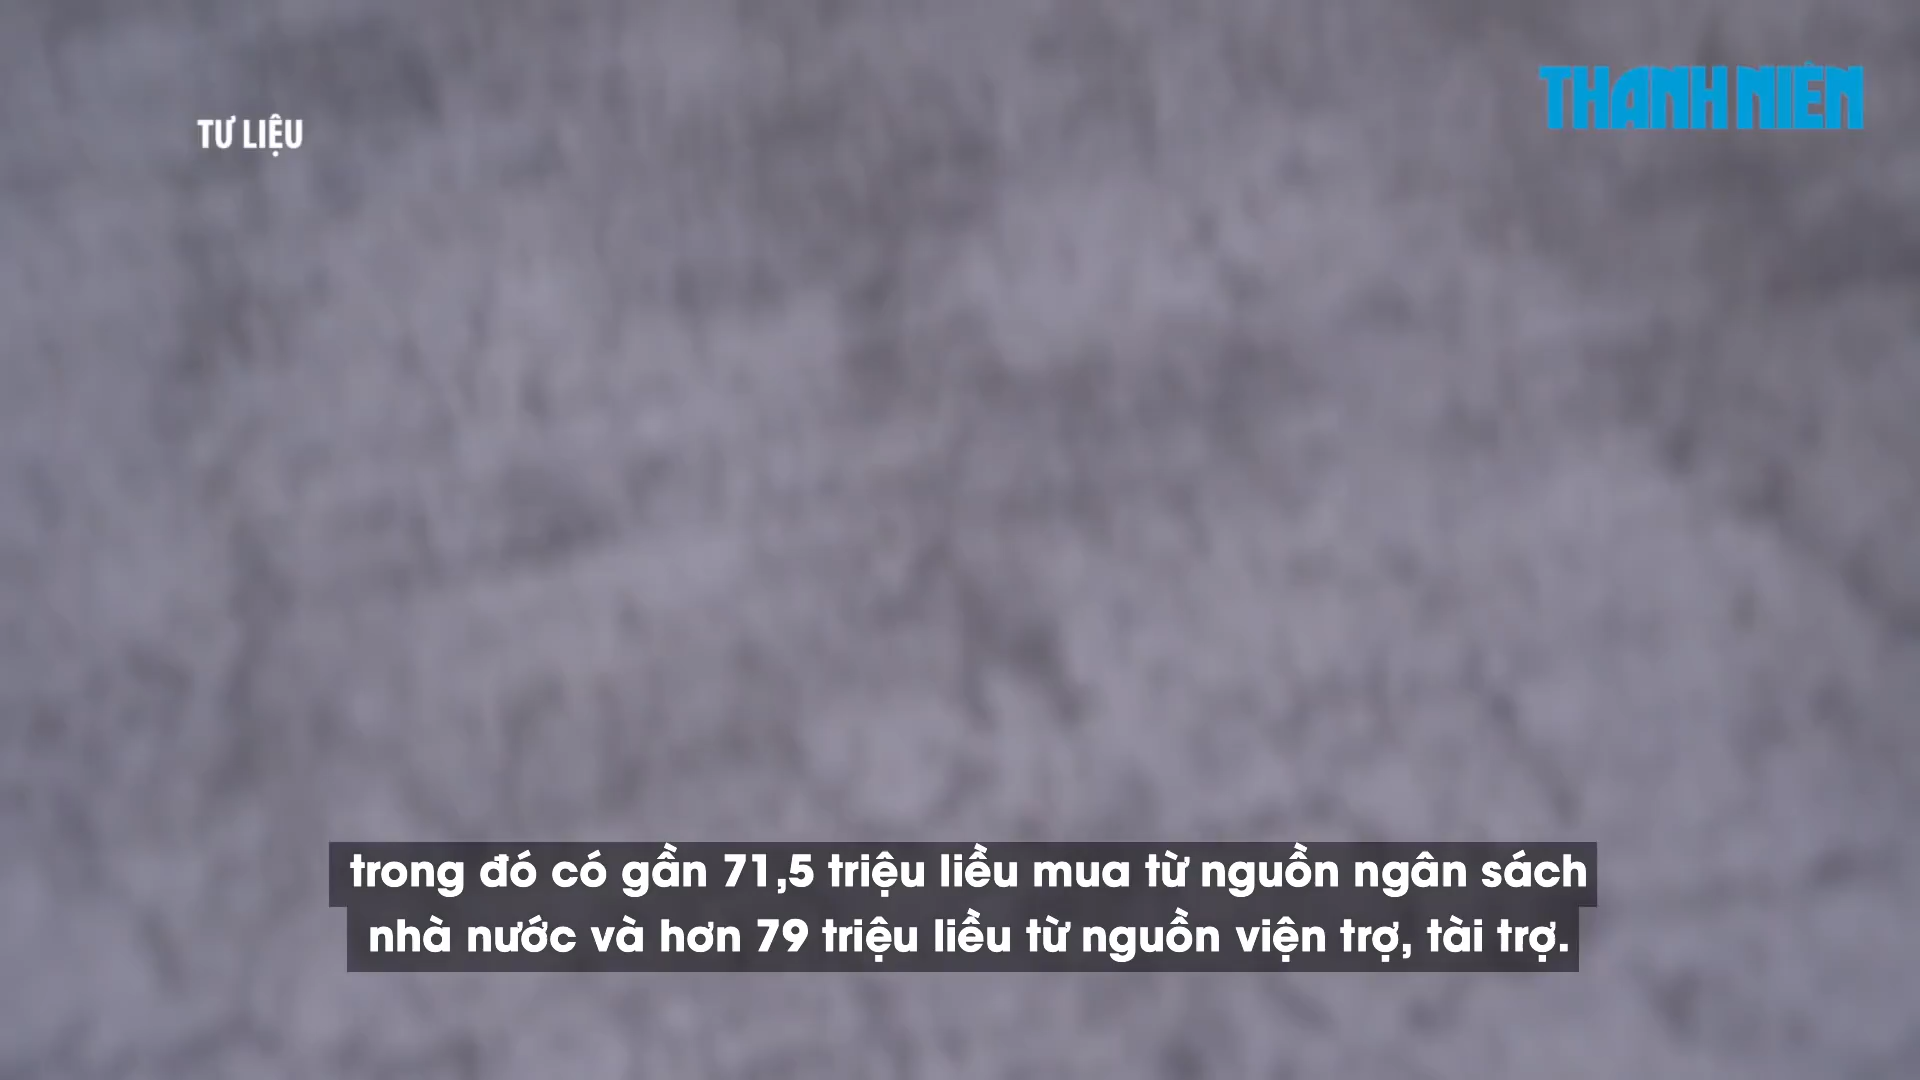 TƯ LIỆU
THANH NIÊN
trong đó có gần 71,5 triệu liều mua từ nguồn ngân sách
nhà nước và hơn 79 triệu liều từ nguồn viện trợ, tài trợ.